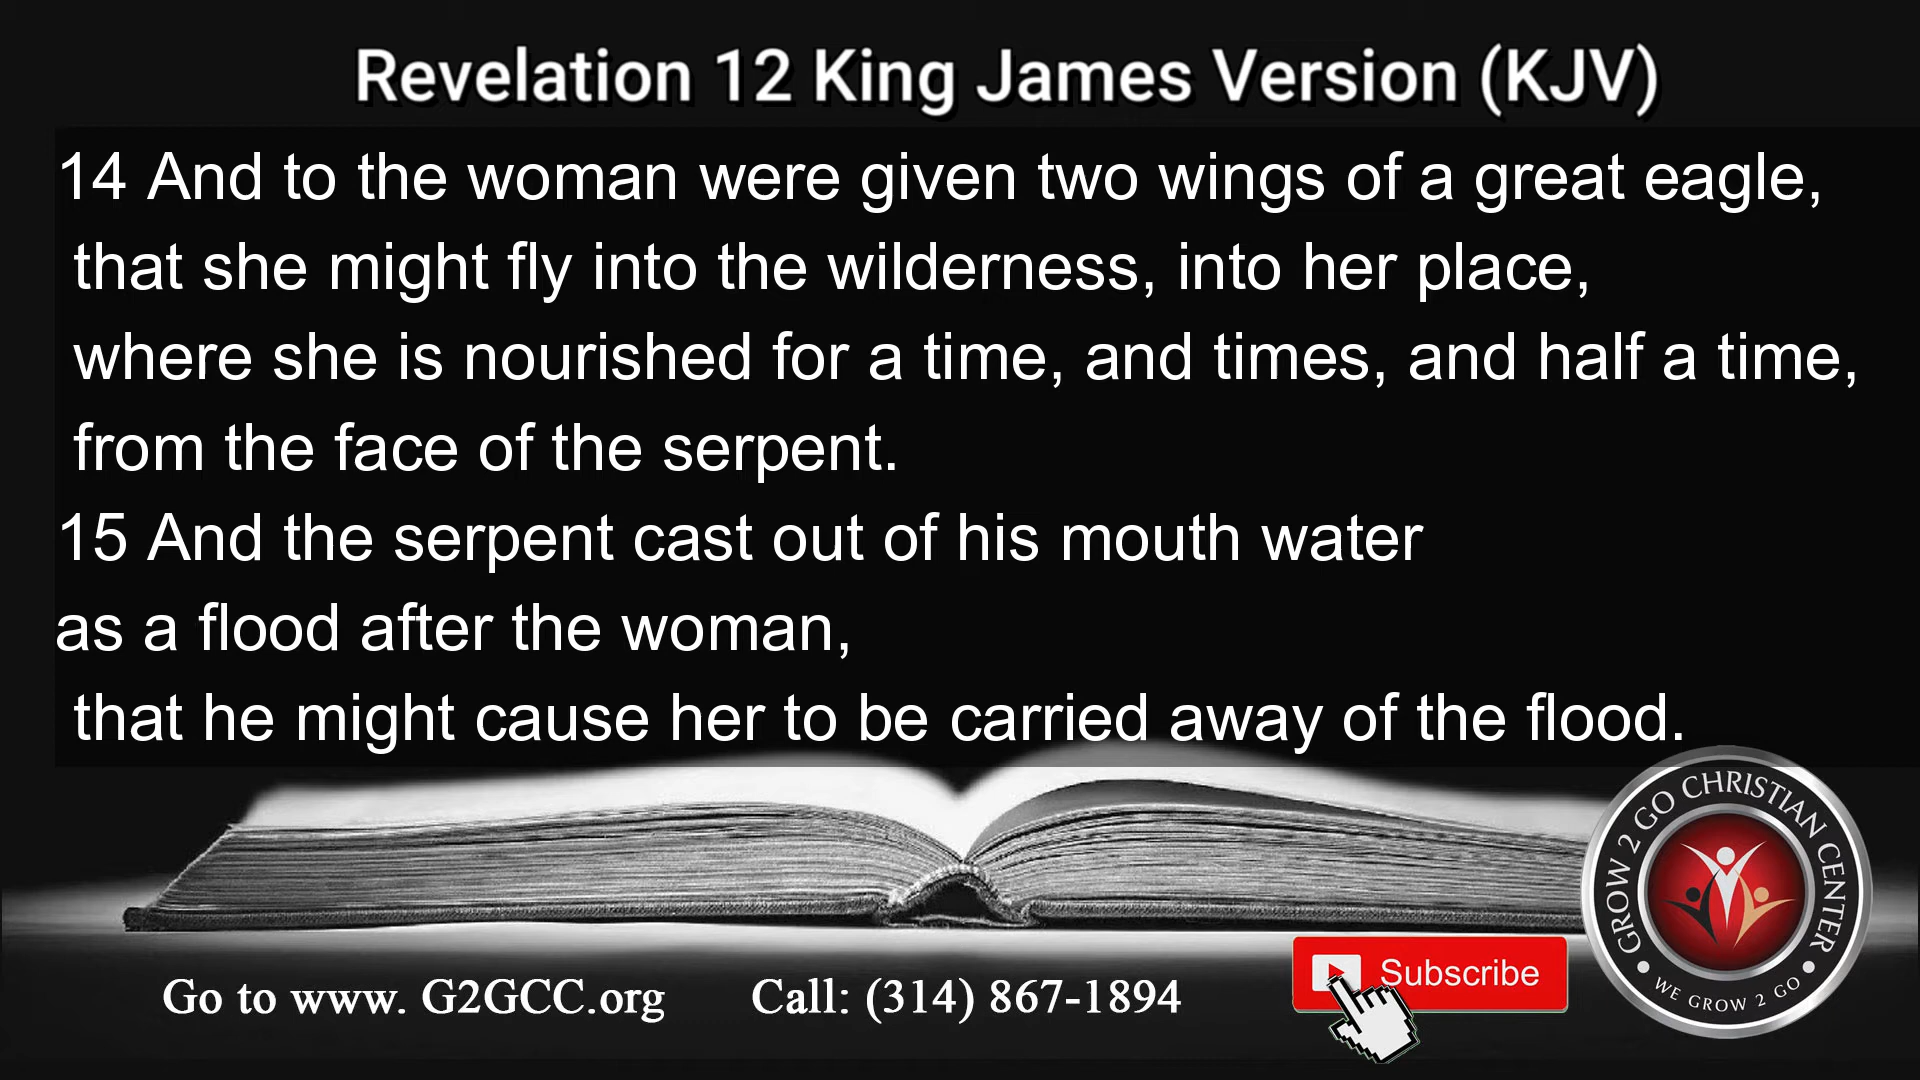 Revelation 12 King James Version (KJV)
14 And to the woman were given two wings of a great eagle,
that she might fly into the wilderness, into her place,
where she is nourished for a time, and times, and half a time,
from the face of the serpent.
15 And the serpent cast out of his mouth water
as a flood after the woman,
that he might cause her to be carried away of the flood.
GROW 2 GO CHRISTIAN CENTER
WE GROW 2 GO
Go to www. G2GCC.org
Call: (314) 867-1894
Subscribe